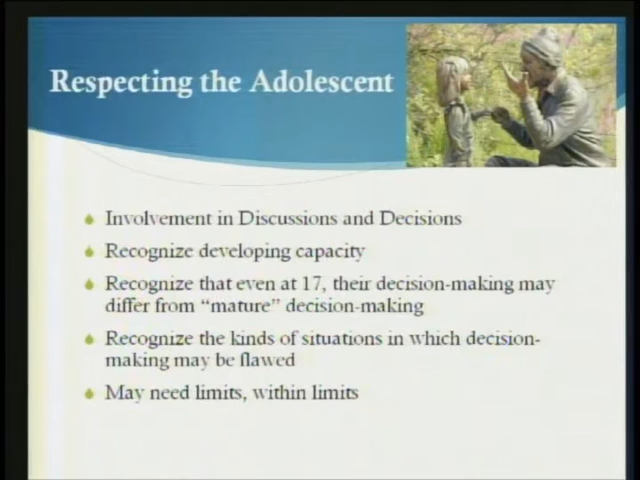 Respecting the Adolescent
Involvement in Discussions and Decisions
Recognize developing capacity
Recognize that even at 17, their decision-making may
differ from “mature” decision-making
Recognize the kinds of situations in which decision-
making may be flawed
May need limits, within limits